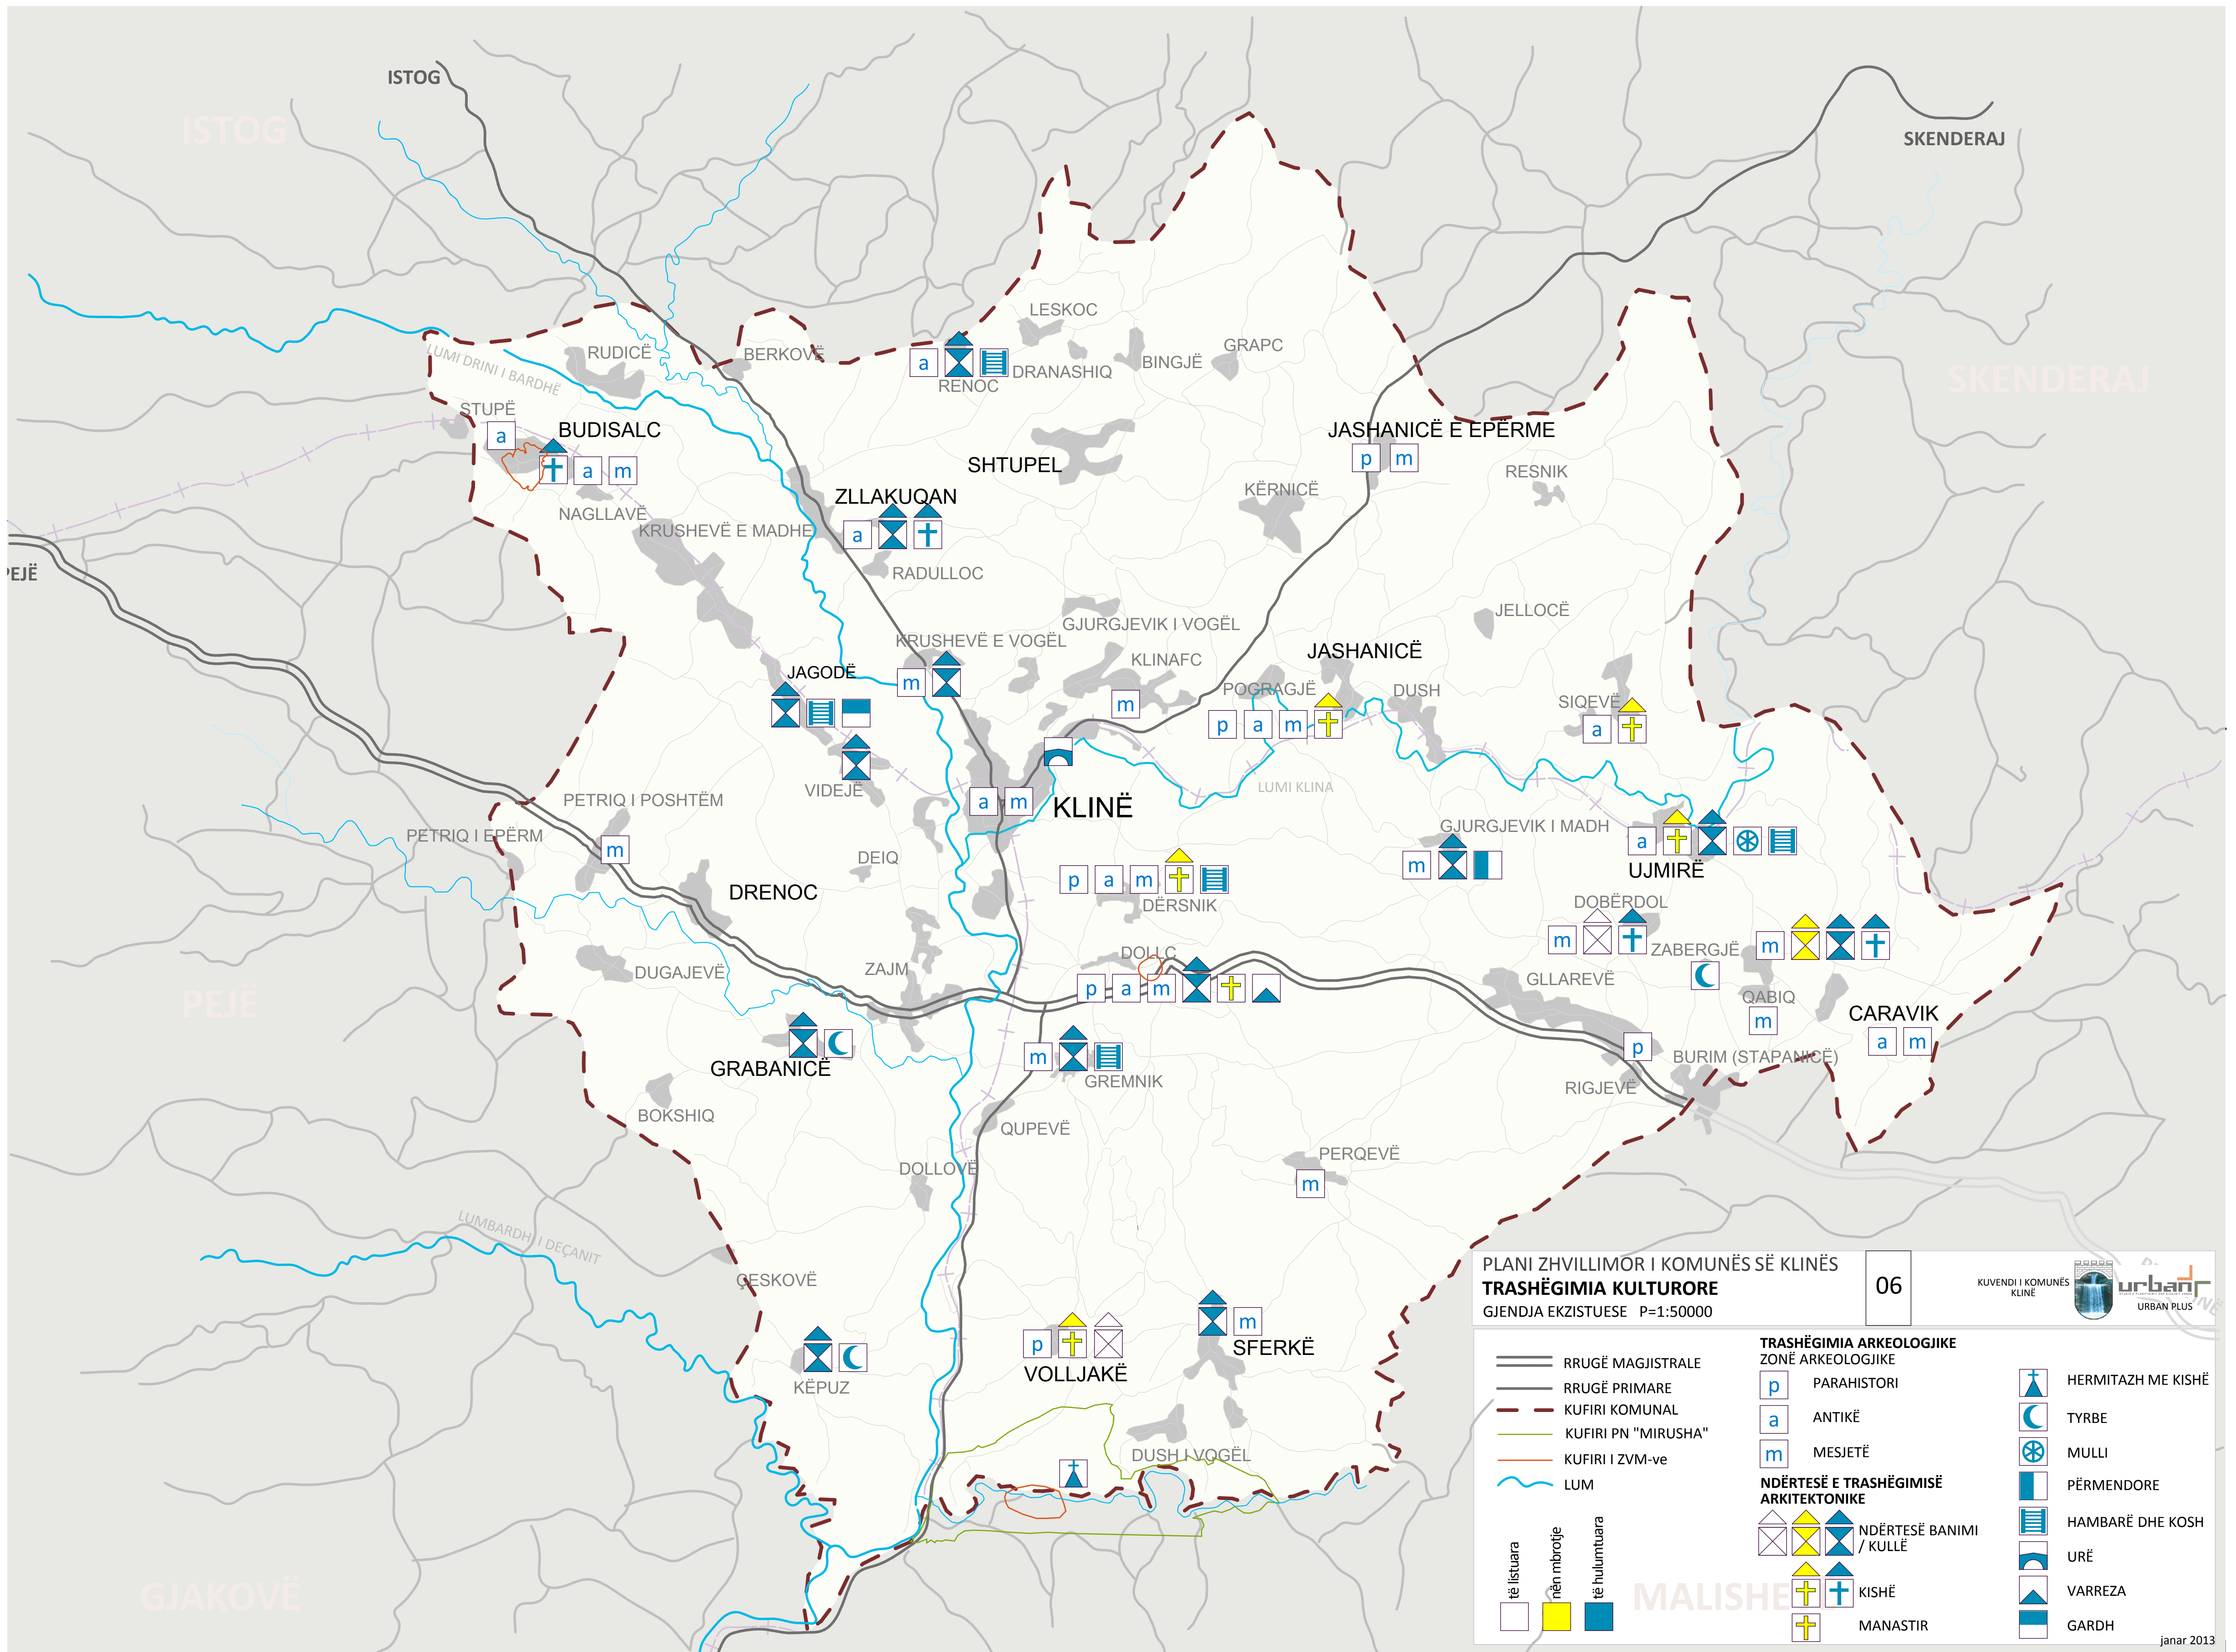 ISTOG
ISTOG
SKENDERAJ
SKENDERAJ
LESKOC
RUDICË
BERKOVË
GRAPC
LUMI DRINI I BARDHË
a
DRANASHIQ
BINGJË
RENOC
STUPË
a
BUDISALC
JASHANICË E EPËRME
p m
a m
SHTUPEL
RESNIK
KËRNICË
ZLLAKUQAN
NAGLLAVË
KRUSHEVË E MADHE
a
PEJË
RADULLOC
JELLOCË
GJURGJEVIK I VOGËL
KRUSHEVË E VOGËL
JASHANICË
KLINAFC
JAGODË
m
POGRAGJË
DUSH
SIQEVË
m
p a m
a
VIDEJË
LUMI KLINA
PETRIQ I POSHTËM
a m
KLINË
PETRIQ I EPËRM
m
GJURGJEVIK I MADH
a
DEIQ
m
UJMIRË
p a m
DRENOC
DËRSNIK
DOBËRDOL
m
ZABERGJË
m
DOLLC
DUGAJEVË
ZAJM
GLLAREVË
p a m
QABIQ
PEJË
m
CARAVIK
a m
p
m
GRABANICË
GREMNIK
BURIM (STAPANICË)
RIGJEVË
BOKSHIQ
QUPEVË
PERQEVË
m
DOLLOVË
LUMBARDHI I DEÇANIT
ÇESKOVË
m
SFERKË
p
VOLLJAKË
KËPUZ
DUSH I VOGËL
GJAKOVË
MALISHE
PLANI ZHVILLIMOR I KOMUNËS SË KLINËS
TRASHËGIMIA KULTURORE
GJENDJA EKZISTUESE P=1:50000
06
KUVENDI I KOMUNËS
KLINË
urban
URBAN PLUS
RRUGË MAGJISTRALE
RRUGË PRIMARE
KUFIRI KOMUNAL
KUFIRI PN "MIRUSHA"
KUFIRI I ZVM-ve
LUM
të listuara
nën mbrotje
të hulumtuara
TRASHËGIMIA ARKEOLOGJIKE
ZONË ARKEOLOGJIKE
p PARAHISTORI
a ANTIKË
m MESJETË
NDËRTESË E TRASHËGIMISË
ARKITEKTONIKE
NDËRTESË BANIMI
/ KULLË
KISHË
MANASTIR
HERMITAZH ME KISHË
TYRBE
MULLI
PËRMENDORE
HAMBARË DHE KOSH
URË
VARREZA
GARDH
janar 2013